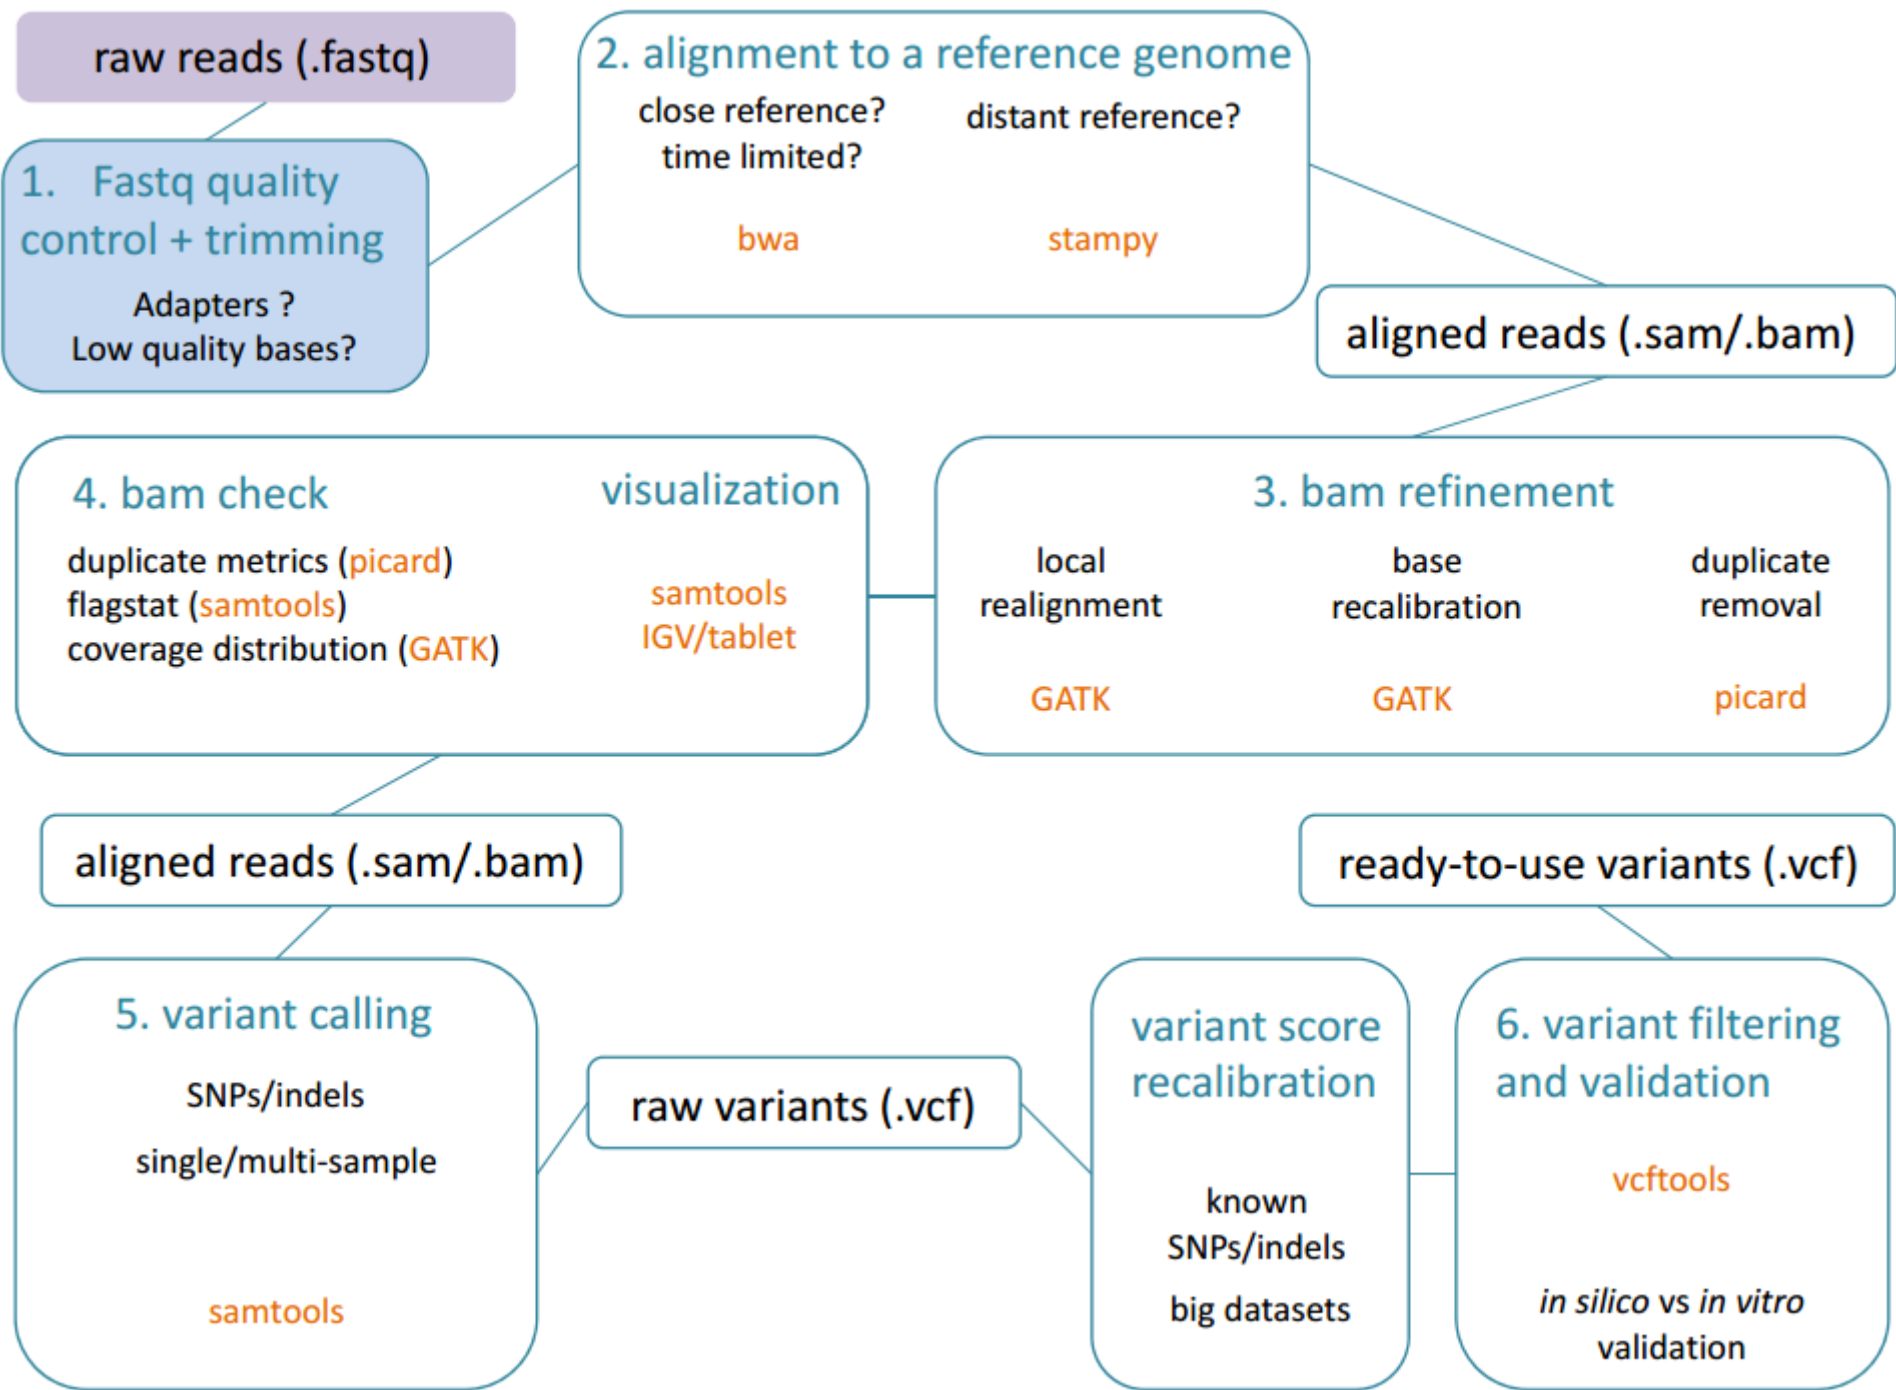 raw reads (.fastq)
1. Fastq quality
control + trimming
Adapters ?
Low quality bases?
2. alignment to a reference genome
close reference?
time limited?
bwa
distant reference?
stampy
aligned reads (.sam/.bam)
3. bam refinement
local
realignment
GATK
base
recalibration
GATK
duplicate
removal
picard
4. bam check
duplicate metrics (picard)
flagstat (samtools)
coverage distribution (GATK)
visualization
samtools
IGV/tablet
aligned reads (.sam/.bam)
5. variant calling
SNPs/indels
single/multi-sample
samtools
raw variants (.vcf)
variant score
recalibration
known
SNPs/indels
big datasets
6. variant filtering
and validation
vcftools
in silico vs in vitro
validation
ready-to-use variants (.vcf)